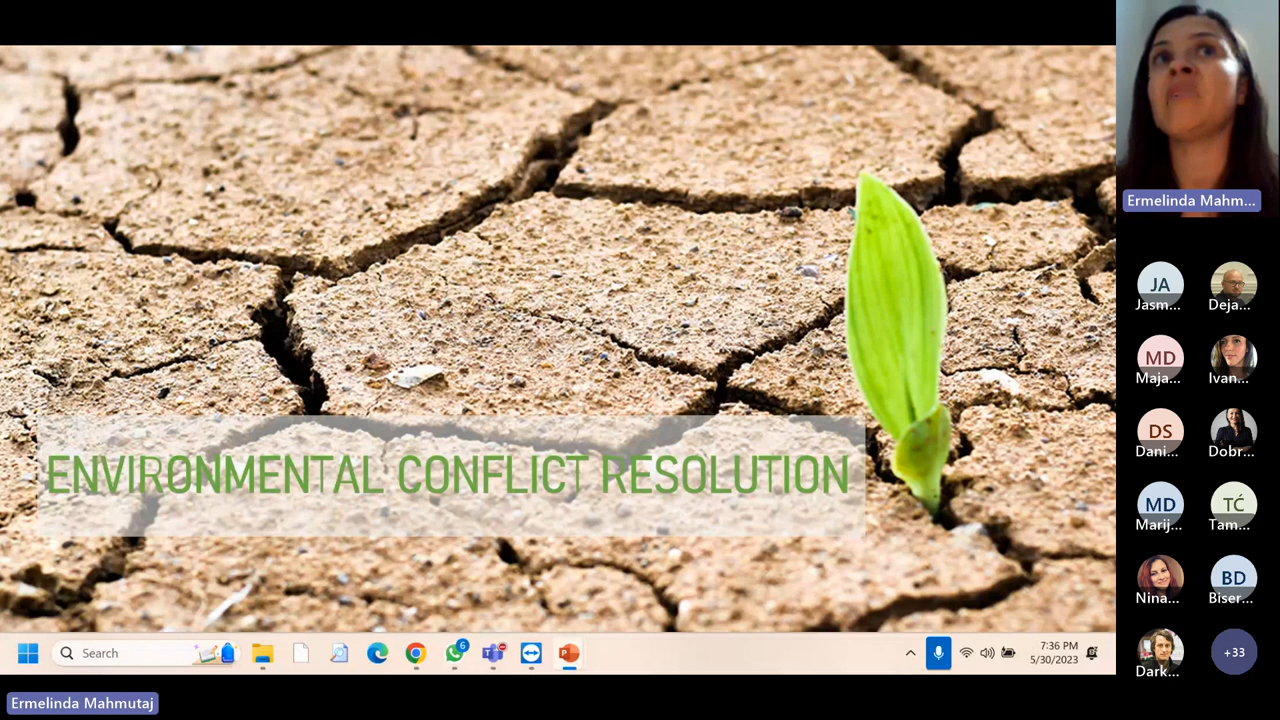 ENVIRONMENTAL CONFLICT RESOLUTION
Ermelinda Mahm...
JA
Jasm...
Deja...
MD
Maja...
Ivan...
DS
Dani...
Dobr...
MD
Marij...
TĆ
Tam...
Nina...
BD
Biser...
Dark...
+33
Search
6
7:36 PM
5/30/2023
Ermelinda Mahmutaj